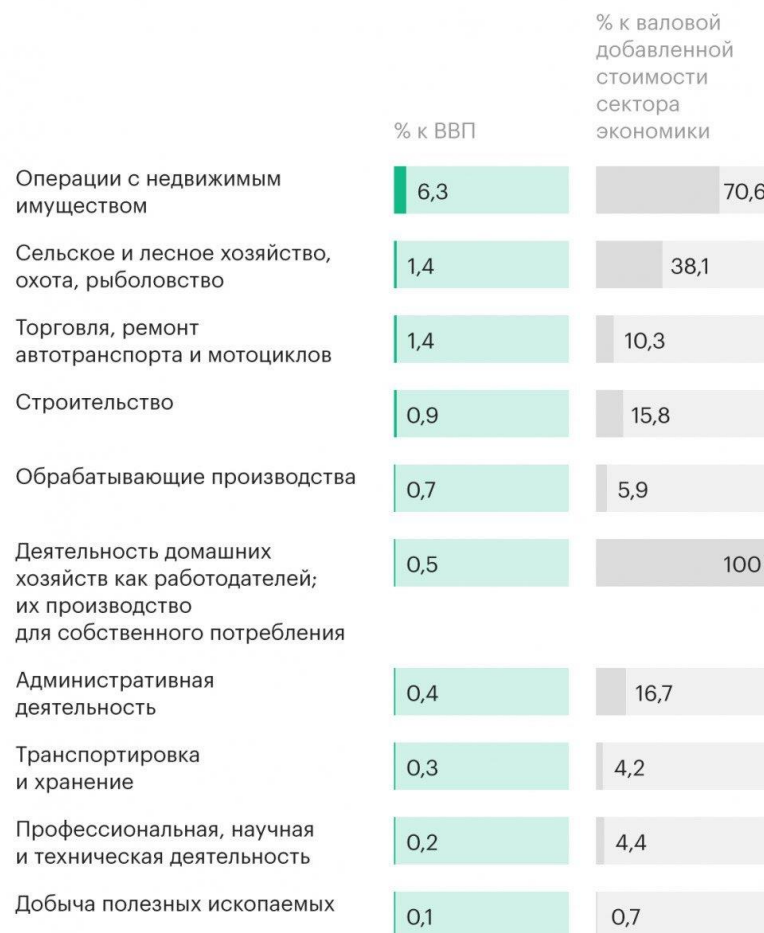 % к валовой
добавленной
стоимости
сектора
% к ВВП
экономики
Операции с недвижимым
имуществом
6,3
70,6
Сельское и лесное хозяйство,
охота, рыболовство
1,4
38,1
Торговля, ремонт
автотранспорта и мотоциклов
1,4
10,3
Строительство
0,9
15,8
Обрабатывающие производства
0,7
5,9
Деятельность домашних
хозяйств как работодателей;
их производство
для собственного потребления
0,5
100
Административная
деятельность
0,4
16,7
Транспортировка
и хранение
0,3
4,2
Профессиональная, научная
и техническая деятельность
0,2
4,4
Добыча полезных ископаемых
0,1
0,7